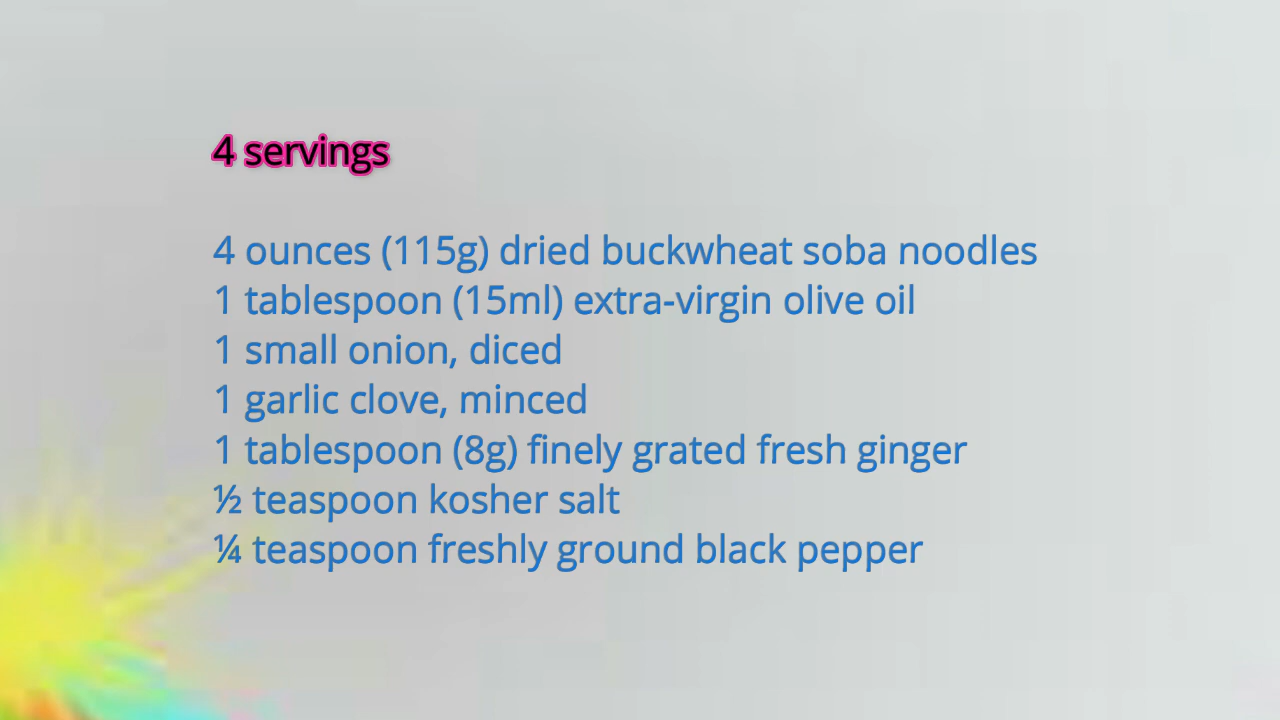 4 servings
4 ounces (115g) dried buckwheat soba noodles
1 tablespoon (15ml) extra-virgin olive oil
1 small onion, diced
1 garlic clove, minced
1 tablespoon (8g) finely grated fresh ginger
½ teaspoon kosher salt
¼ teaspoon freshly ground black pepper